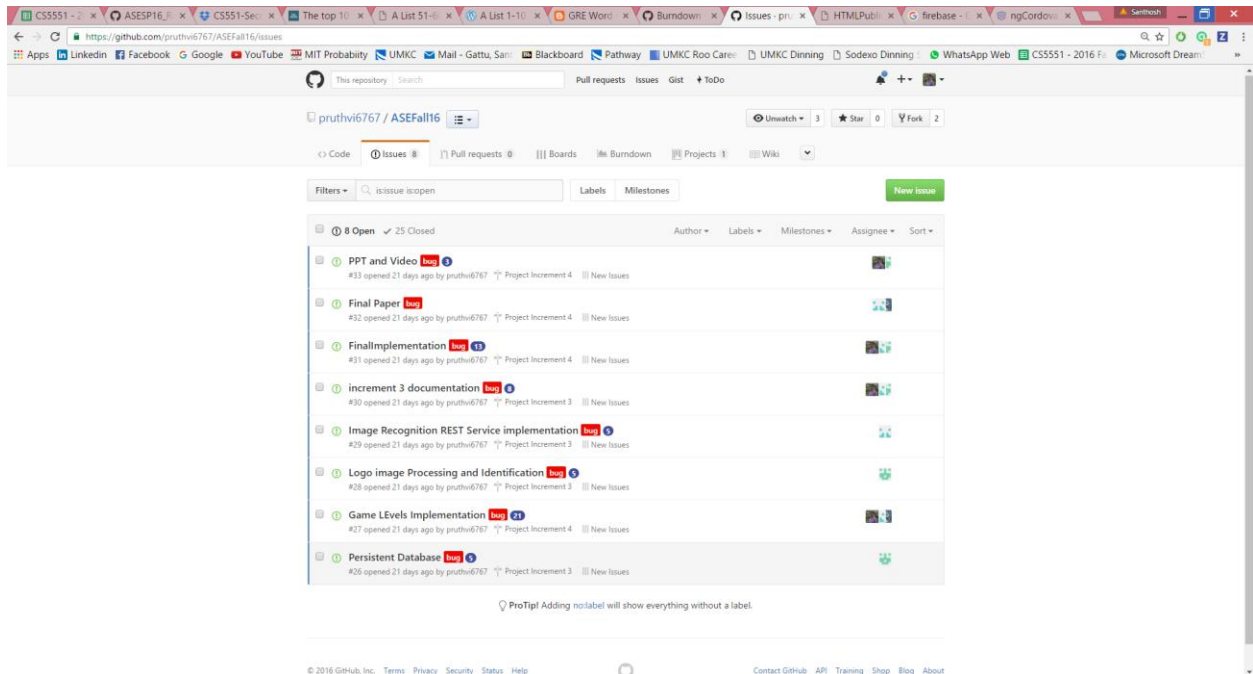 CS5551 - 2 ASESP16_R CS551-Sec The top 10 A List 51-6 A List 1-10 GRE Word Burndown Issues · pru HTMLPubli firebase - ngCordova Santhosh
https://github.com/pruthvi6767/ASEFall16/issues
Apps Linkedin Facebook Google YouTube MIT Probabiity UMKC Mail - Gattu, San Blackboard Pathway UMKC Roo Caree UMKC Dinning Sodexo Dinning WhatsApp Web CS5551 - 2016 Fa Microsoft Dream
This repository Search Pull requests Issues Gist ToDo
pruthvi6767 / ASEFall16 Unwatch 3 Star 0 Fork 2
Code Issues 8 Pull requests 0 Boards Burndown Projects 1 Wiki
Filters is:issue is:open Labels Milestones New issue
8 Open 25 Closed Author Labels Milestones Assignee Sort
PPT and Video bug 3
#33 opened 21 days ago by pruthvi6767 Project Increment 4 New Issues
Final Paper bug
#32 opened 21 days ago by pruthvi6767 Project Increment 4 New Issues
FinalImplementation bug 13
#31 opened 21 days ago by pruthvi6767 Project Increment 4 New Issues
increment 3 documentation bug 8
#30 opened 21 days ago by pruthvi6767 Project Increment 3 New Issues
Image Recognition REST Service implementation bug 5
#29 opened 21 days ago by pruthvi6767 Project Increment 3 New Issues
Logo image Processing and Identification bug 5
#28 opened 21 days ago by pruthvi6767 Project Increment 3 New Issues
Game LEvels Implementation bug 21
#27 opened 21 days ago by pruthvi6767 Project Increment 4 New Issues
Persistent Database bug 5
#26 opened 21 days ago by pruthvi6767 Project Increment 3 New Issues
ProTip! Adding no:label will show everything without a label.
© 2016 GitHub, Inc. Terms Privacy Security Status Help Contact GitHub API Training Shop Blog About